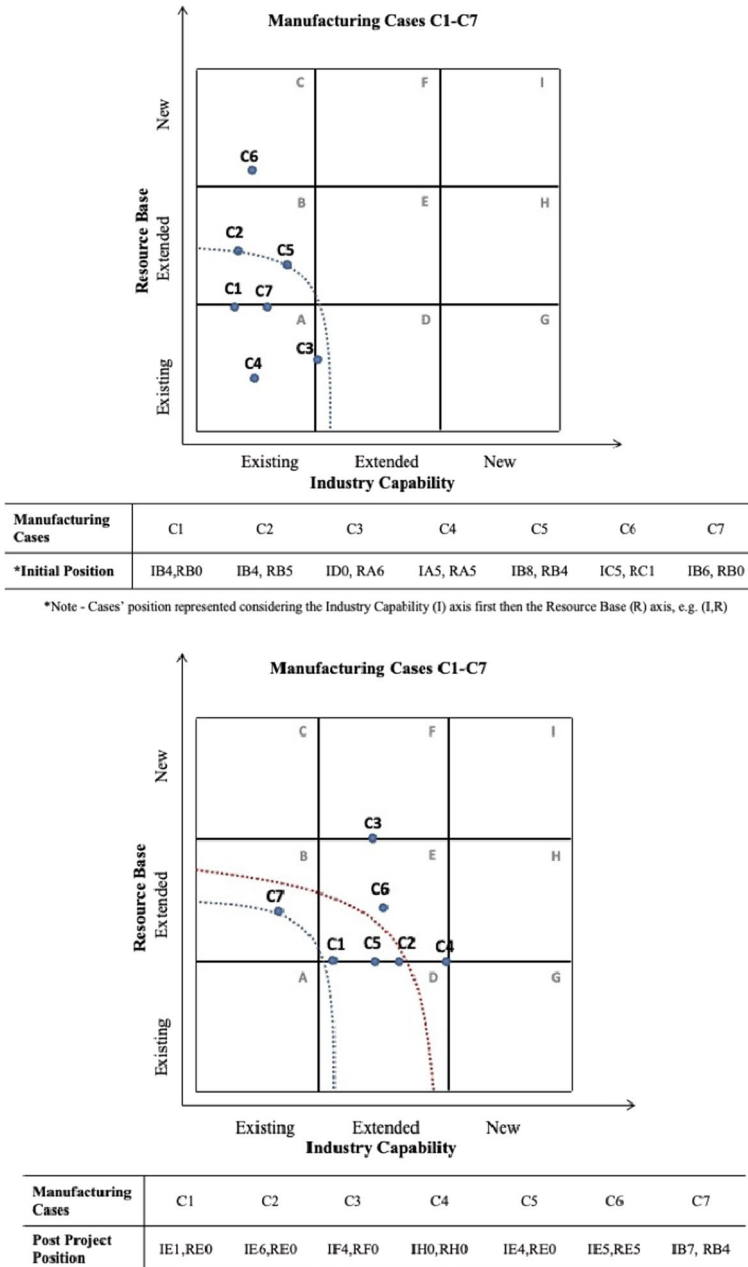 Manufacturing Cases C1-C7
C F I
New
C6
B E H
Resource Base
Extended
C2
C5
C1 C7
A D G
C3
C4
Existing
Existing Extended New
Industry Capability
Manufacturing Cases C1 C2 C3 C4 C5 C6 C7
*Initial Position IB4,RB0 IB4, RB5 ID0, RA6 IA5, RA5 IB8, RB4 IC5, RC1 IB6, RB0
*Note - Cases' position represented considering the Industry Capability (I) axis first then the Resource Base (R) axis, e.g. (I,R)
Manufacturing Cases C1-C7
C F I
New
C3
B E H
Resource Base
Extended
C7 C6
C1 C5 C2 C4
A D G
Existing
Existing Extended New
Industry Capability
Manufacturing Cases C1 C2 C3 C4 C5 C6 C7
Post Project Position IE1,RE0 IE6,RE0 IF4,RF0 IH0,RH0 IE4,RE0 IE5,RE5 IB7, RB4